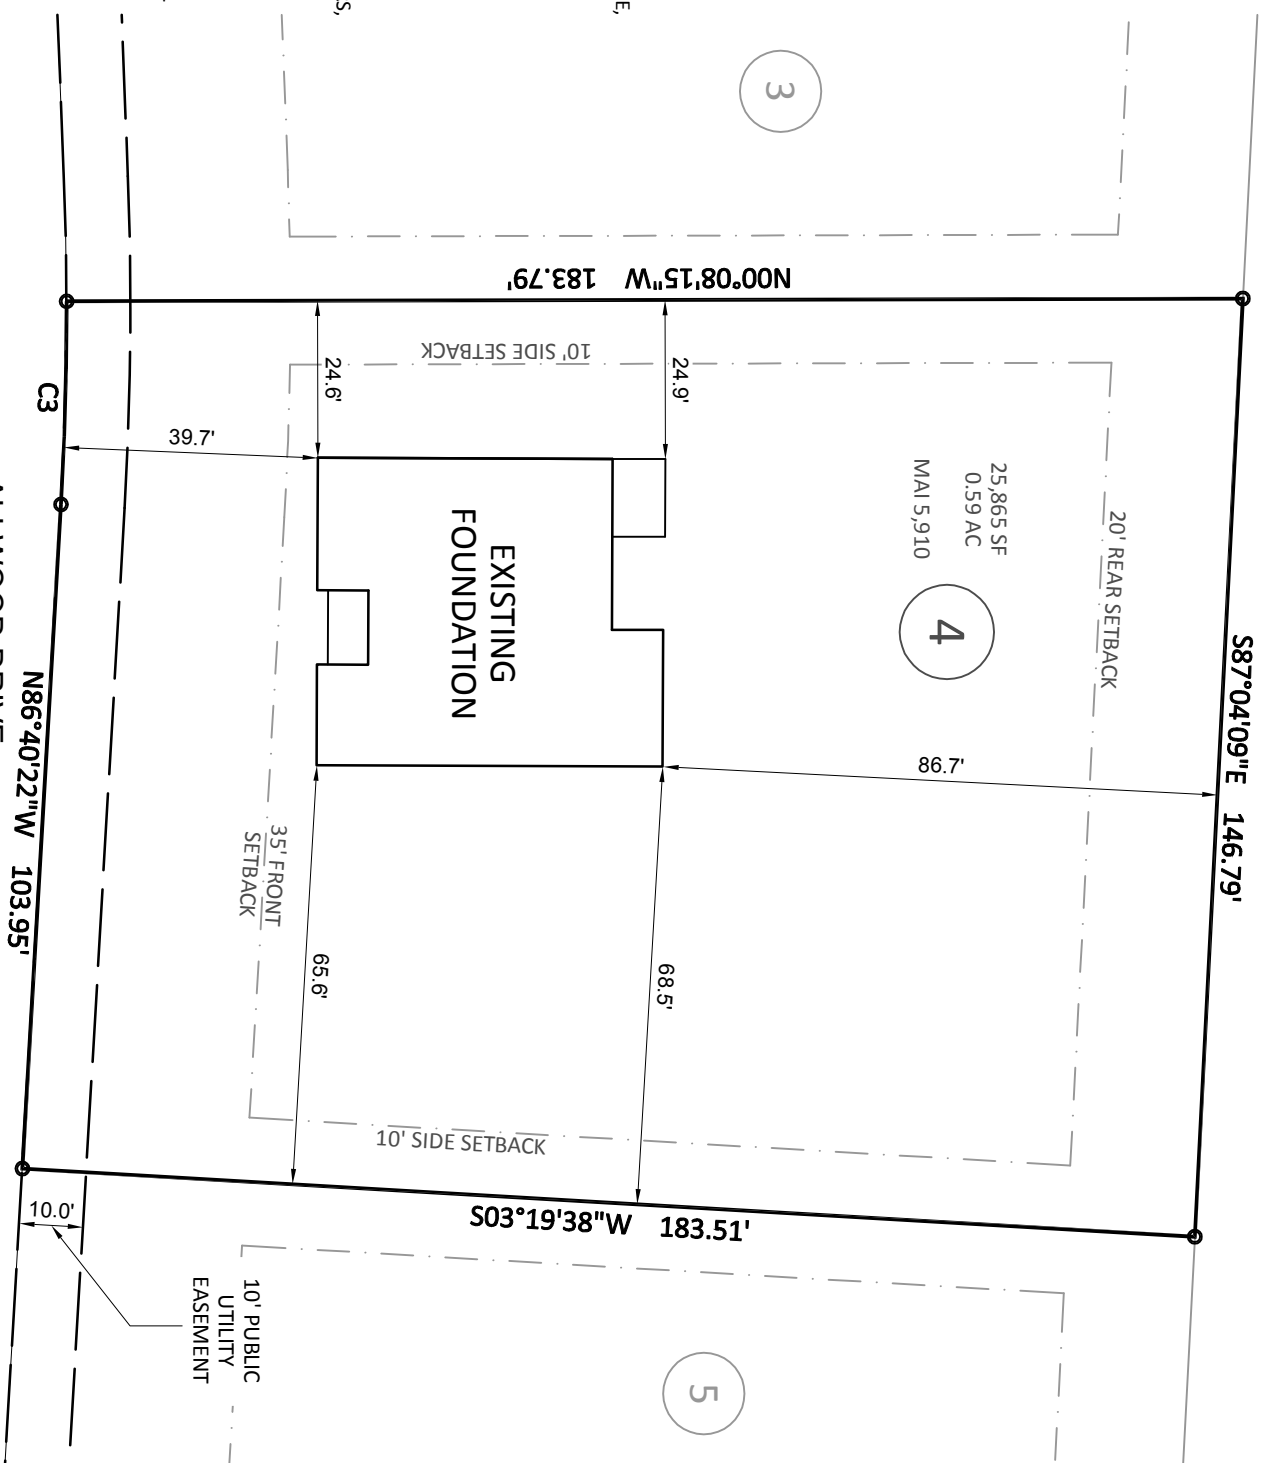 3
N00°08'15"W 183.79'
10' SIDE SETBACK
24.6'
24.9'
39.7'
C3
25,865 SF
0.59 AC
MAI 5,910
4
20' REAR SETBACK
S87°04'09"E 146.79'
EXISTING
FOUNDATION
86.7'
N86°40'22"W 103.95'
35' FRONT
SETBACK
65.6'
68.5'
10' SIDE SETBACK
S03°19'38"W 183.51'
10.0'
10' PUBLIC
UTILITY
EASEMENT
5